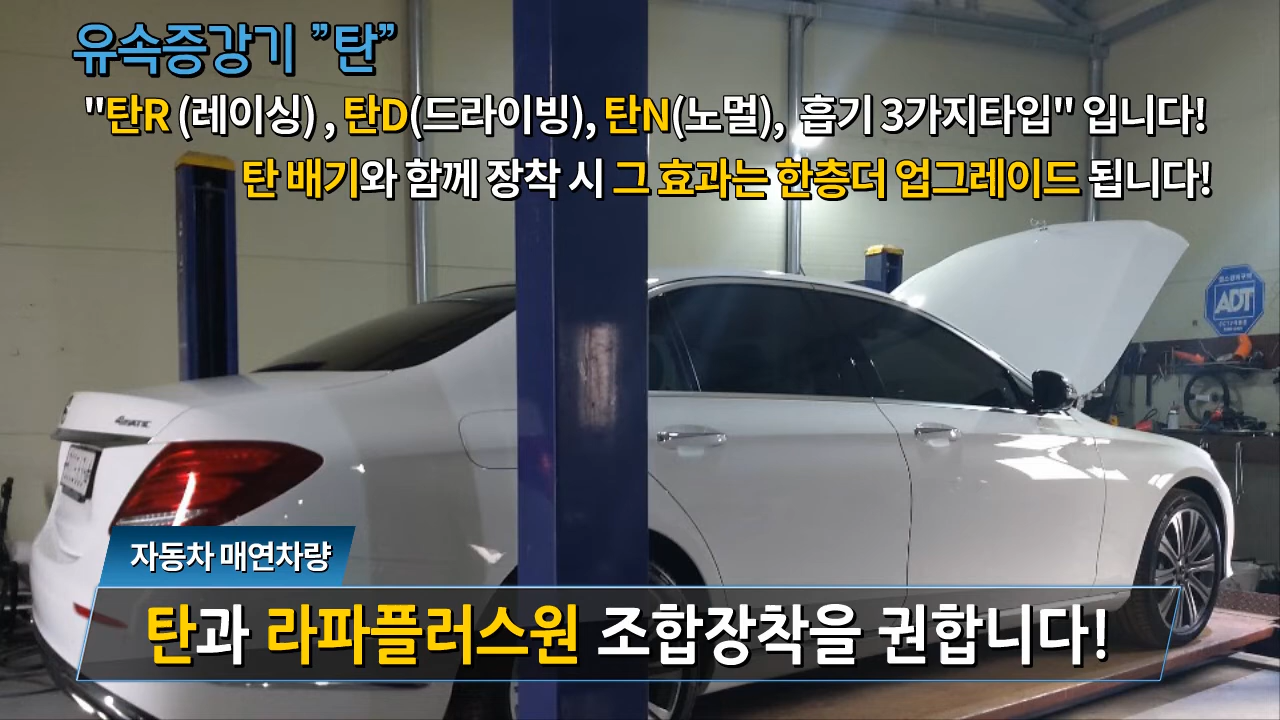 유속증강기 ”탄”
"탄R (레이싱) , 탄D(드라이빙), 탄N(노멀), 흡기 3가지타입" 입니다!
탄 배기와 함께 장착 시 그 효과는 한층더 업그레이드 됩니다!
ADT
4MATIC
자동차 매연차량
탄과 라파플러스원 조합장착을 권합니다!